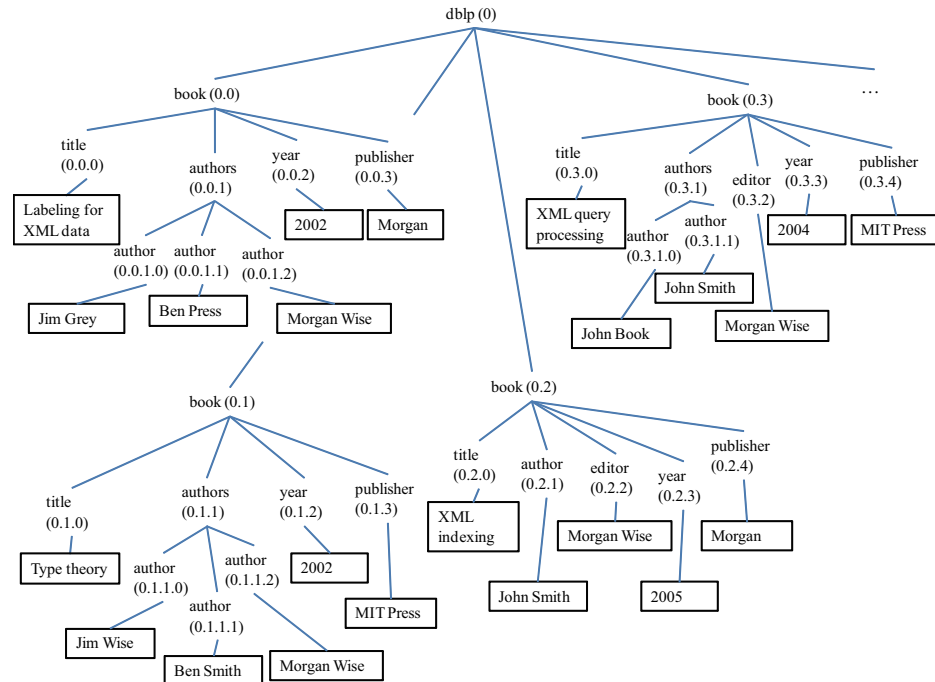 dblp (0)
book (0.0)
title
(0.0.0)
Labeling for
XML data
authors
(0.0.1)
author
(0.0.1.0)
Jim Grey
author
(0.0.1.1)
Ben Press
author
(0.0.1.2)
Morgan Wise
year
(0.0.2)
2002
publisher
(0.0.3)
Morgan
book (0.1)
title
(0.1.0)
Type theory
authors
(0.1.1)
author
(0.1.1.0)
Jim Wise
author
(0.1.1.1)
Ben Smith
author
(0.1.1.2)
Morgan Wise
year
(0.1.2)
2002
publisher
(0.1.3)
MIT Press
book (0.2)
title
(0.2.0)
XML
indexing
author
(0.2.1)
John Smith
editor
(0.2.2)
Morgan Wise
year
(0.2.3)
2005
publisher
(0.2.4)
Morgan
book (0.3)
title
(0.3.0)
XML query
processing
authors
(0.3.1)
author
(0.3.1.0)
John Book
author
(0.3.1.1)
John Smith
editor
(0.3.2)
Morgan Wise
year
(0.3.3)
2004
publisher
(0.3.4)
MIT Press
…